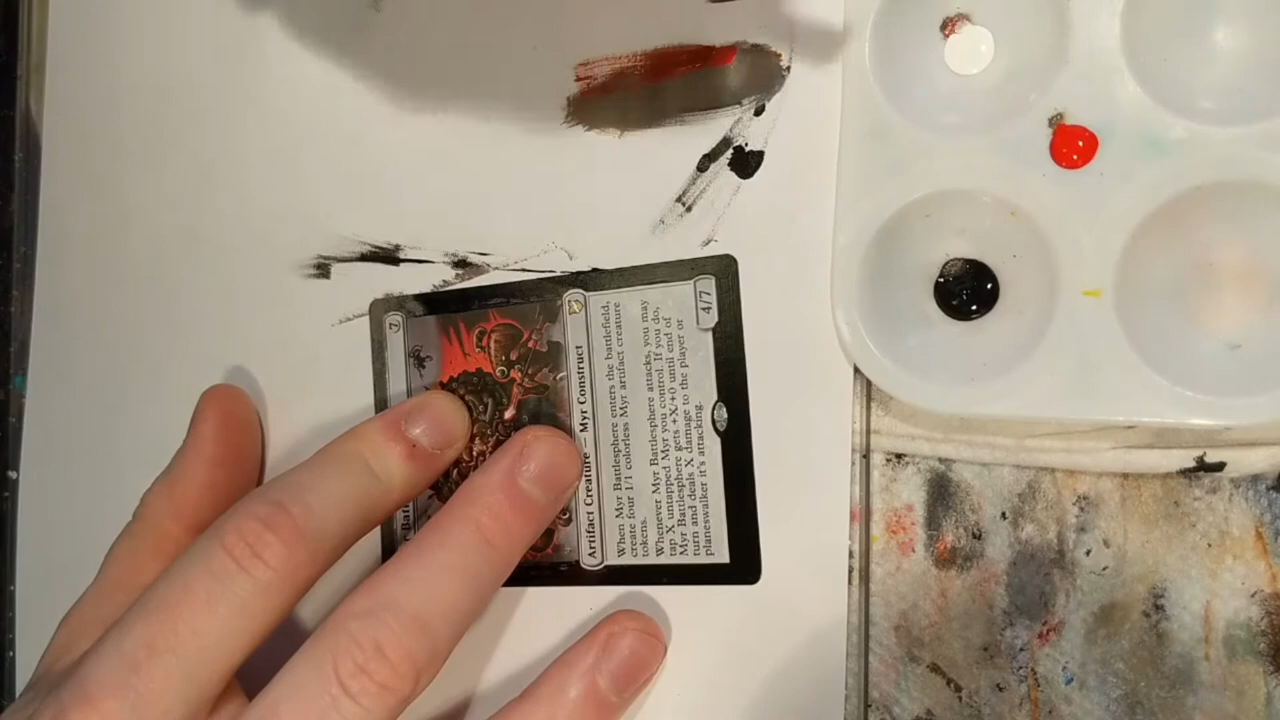 7
Artifact Creature — Myr Construct
When Myr Battlesphere enters the battlefield,
create four 1/1 colorless Myr artifact creature
tokens.
Whenever Myr Battlesphere attacks, you may
tap X untapped Myr you control. If you do,
Myr Battlesphere gets +X/+0 until end of
turn and deals X damage to the player or
planeswalker it's attacking.
4/7